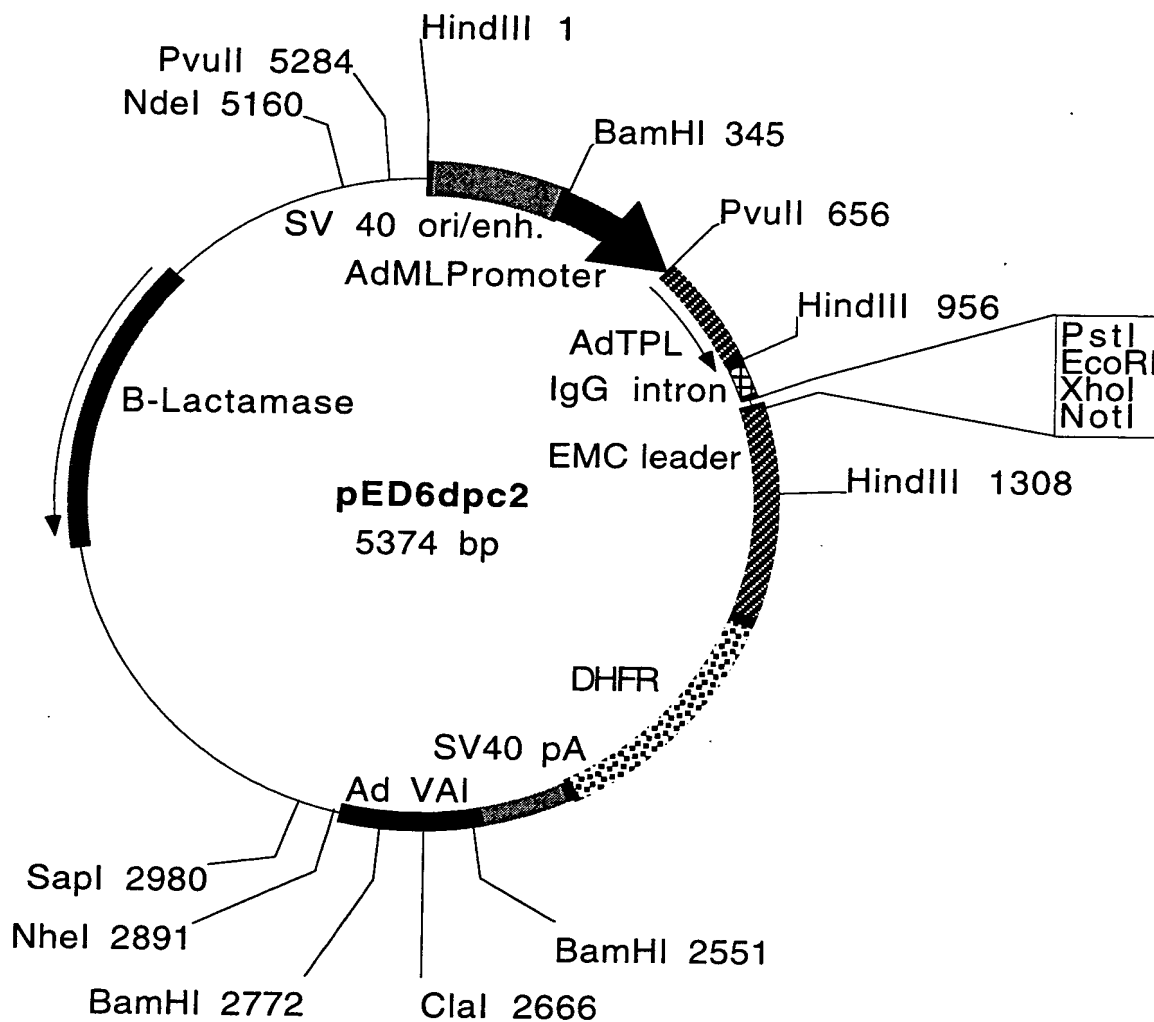 HindIII 1
PvuII 5284
NdeI 5160
BamHI 345
SV 40 ori/enh.
PvuII 656
AdMLPromoter
HindIII 956
AdTPL
IgG intron
PstI
EcoRI
XhoI
NotI
B-Lactamase
EMC leader
HindIII 1308
pED6dpc2
5374 bp
DHFR
SV40 pA
Ad VAI
SapI 2980
NheI 2891
BamHI 2551
BamHI 2772
ClaI 2666